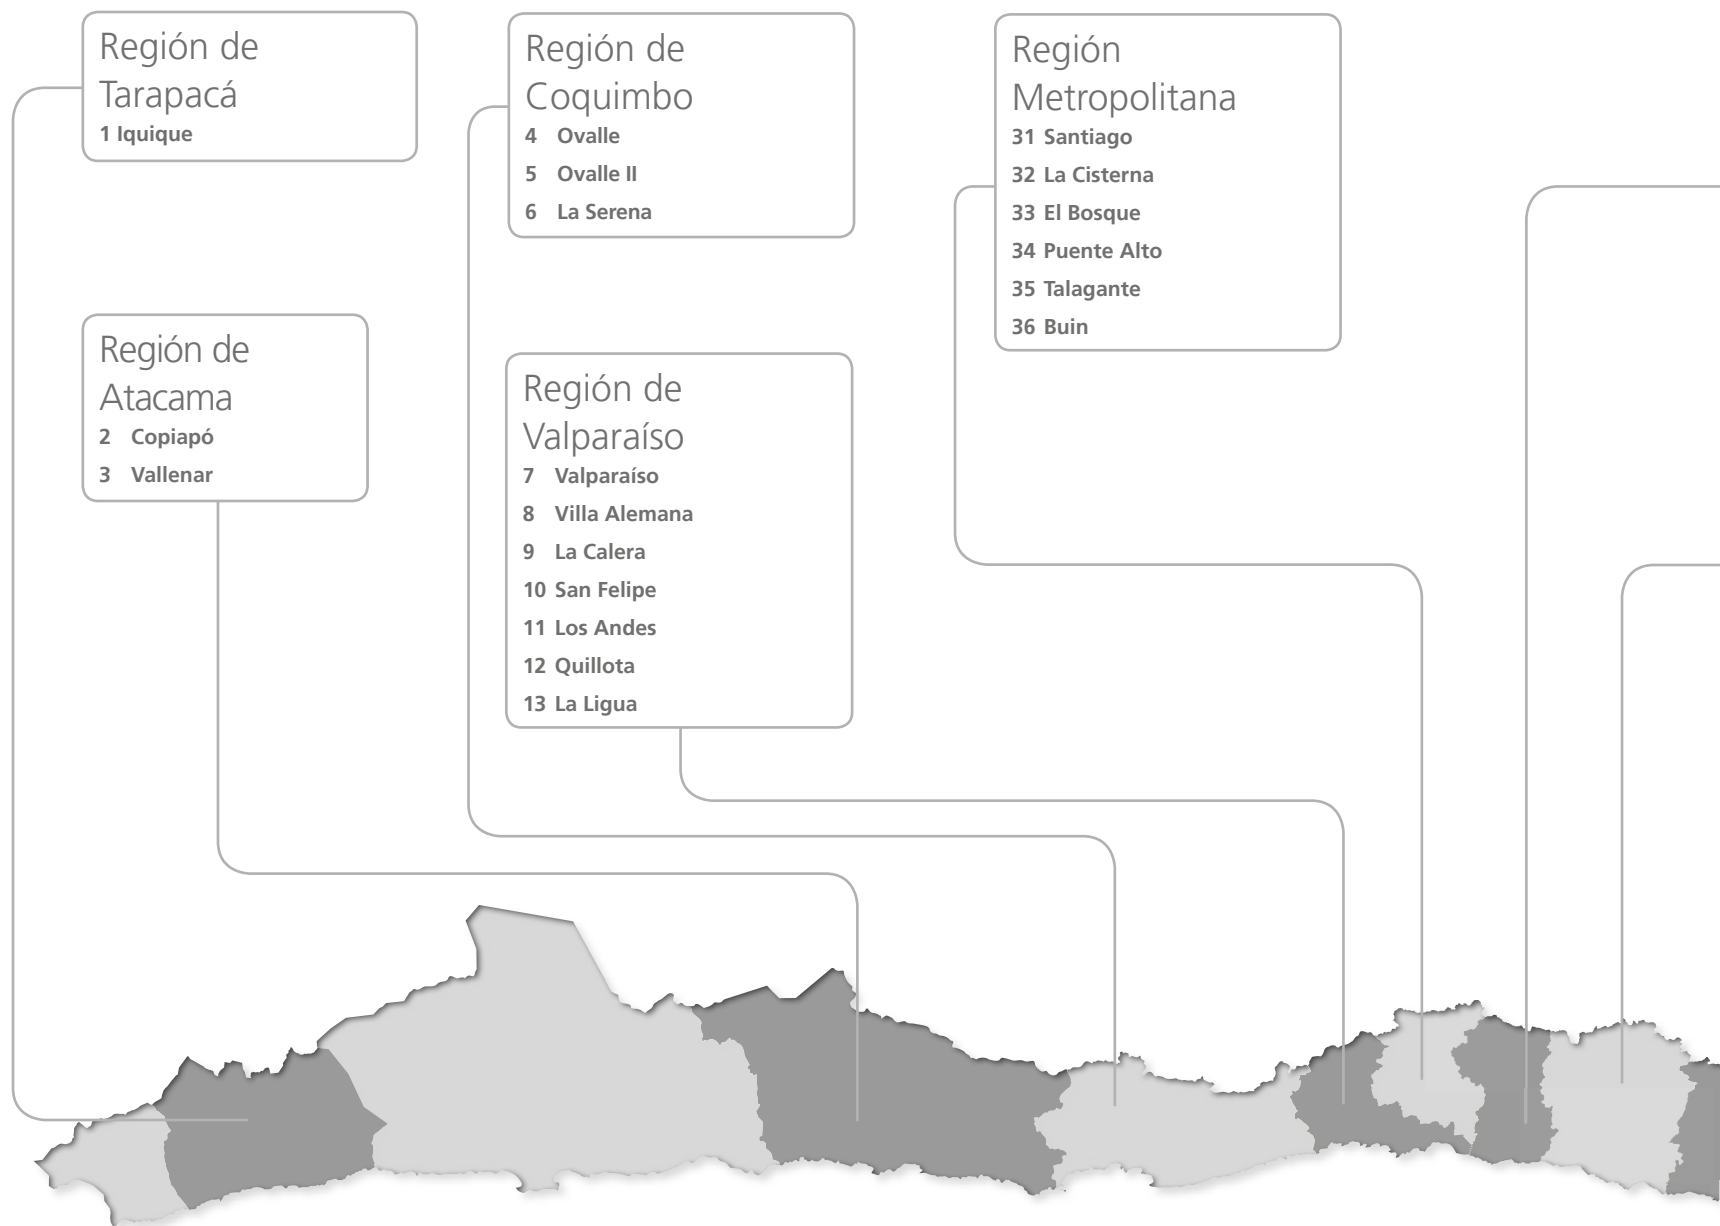 Región de
Tarapacá
1 Iquique
Región de
Atacama
2 Copiapó
3 Vallenar
Región de
Coquimbo
4 Ovalle
5 Ovalle II
6 La Serena
Región de
Valparaíso
7 Valparaíso
8 Villa Alemana
9 La Calera
10 San Felipe
11 Los Andes
12 Quillota
13 La Ligua
Región
Metropolitana
31 Santiago
32 La Cisterna
33 El Bosque
34 Puente Alto
35 Talagante
36 Buin